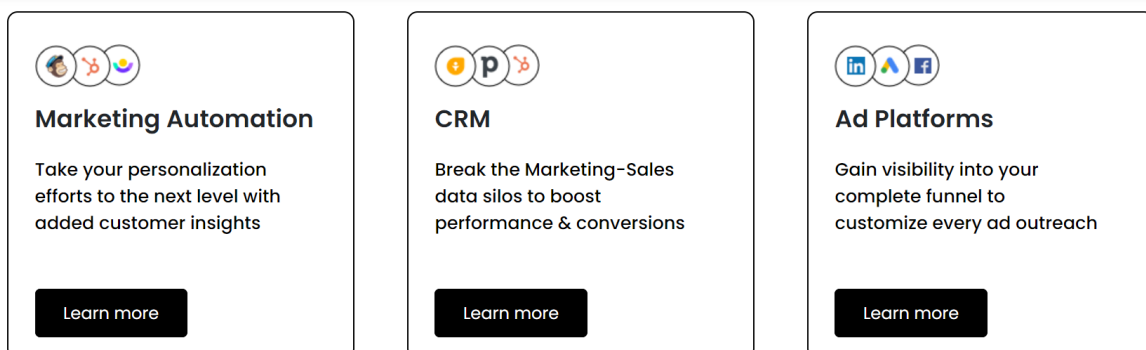 Marketing Automation
Take your personalization
efforts to the next level with
added customer insights
Learn more
CRM
Break the Marketing-Sales
data silos to boost
performance & conversions
Learn more
Ad Platforms
Gain visibility into your
complete funnel to
customize every ad outreach
Learn more